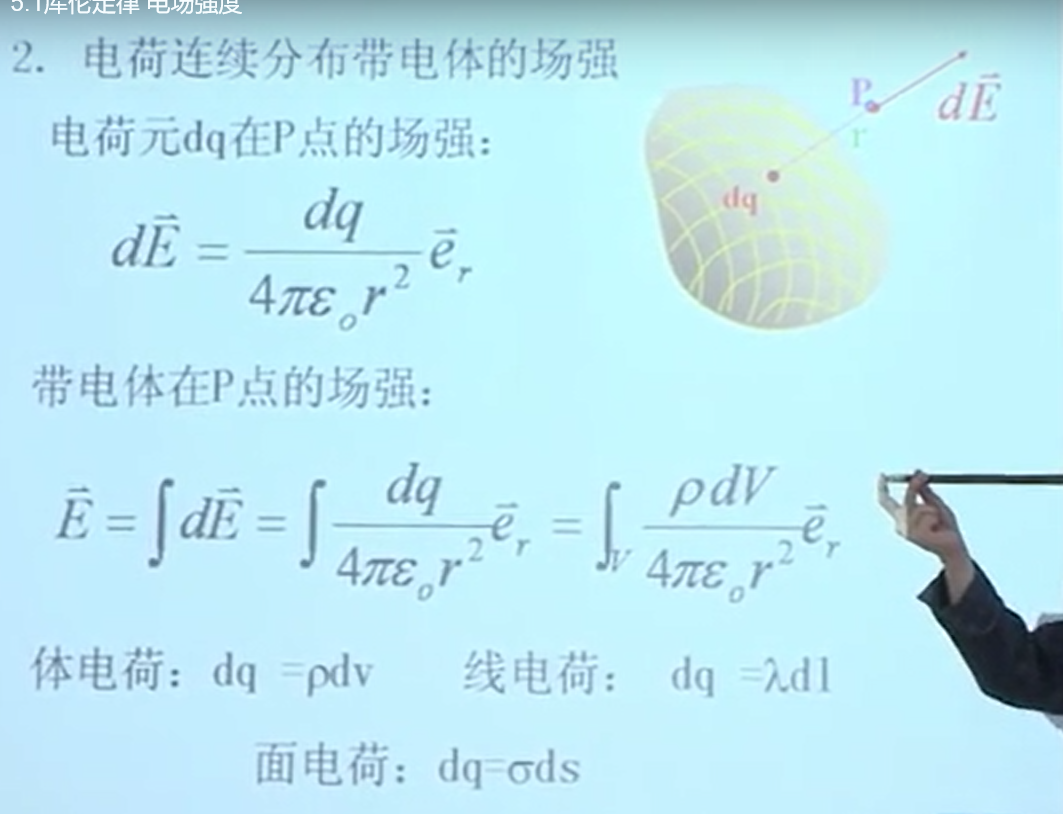 5.1库伦定律 电场强度
2. 电荷连续分布带电体的场强
电荷元dq在P点的场强：
P
dE⃗
r
dq
dE⃗ = dq / 4πε₀r² e⃗ᵣ
带电体在P点的场强：
E⃗ = ∫dE⃗ = ∫ dq / 4πε₀r² e⃗ᵣ = ∫V ρdV / 4πε₀r² e⃗ᵣ
体电荷：dq =ρdv 线电荷： dq =λdl
面电荷：dq=σds